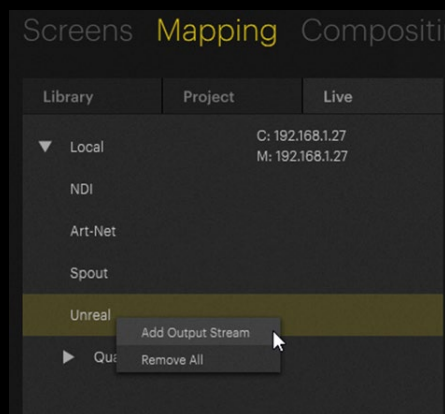 Screens Mapping Compositi
Library Project Live
Local C: 192.168.1.27
M: 192.168.1.27
NDI
Art-Net
Spout
Unreal
Add Output Stream
Qua
Remove All